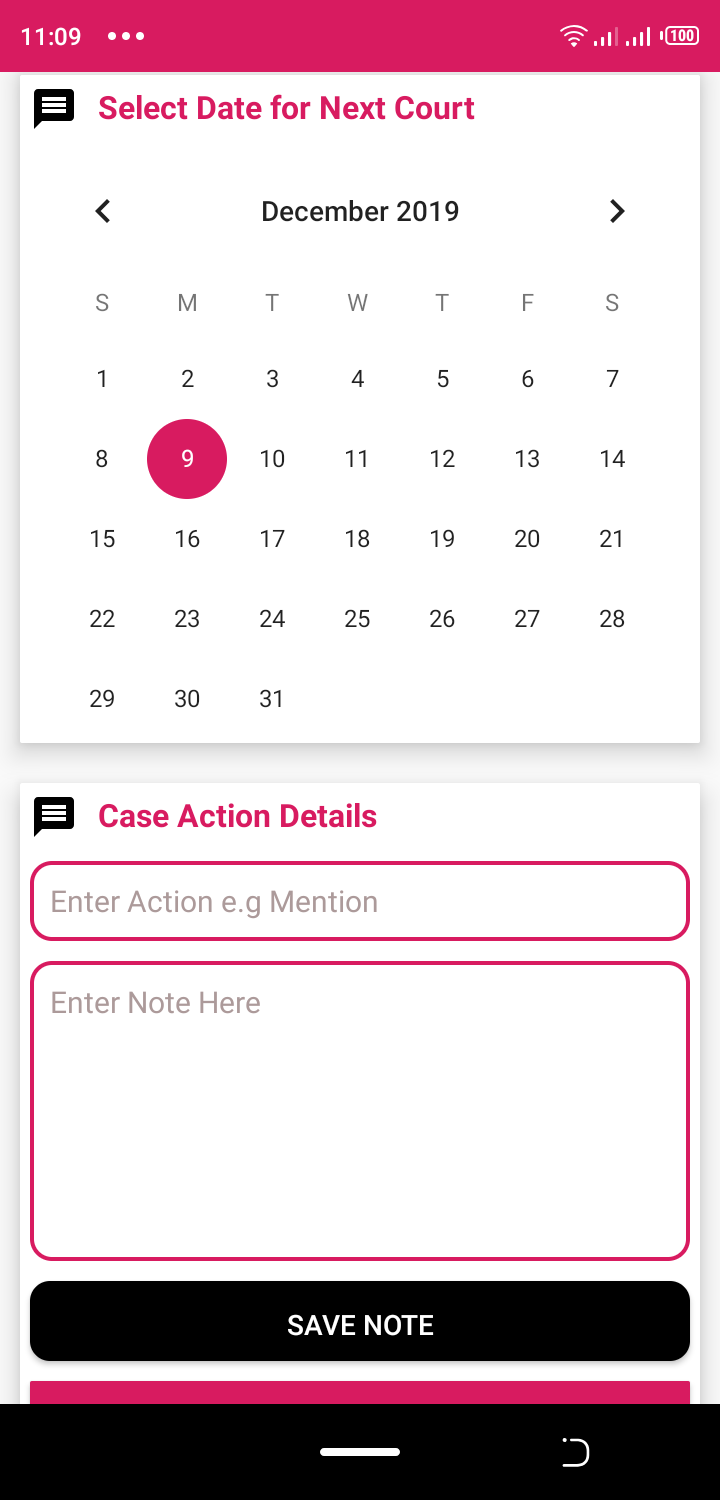 11:09
100
Select Date for Next Court
December 2019
S M T W T F S
1 2 3 4 5 6 7
8 9 10 11 12 13 14
15 16 17 18 19 20 21
22 23 24 25 26 27 28
29 30 31
Case Action Details
Enter Action e.g Mention
Enter Note Here
SAVE NOTE